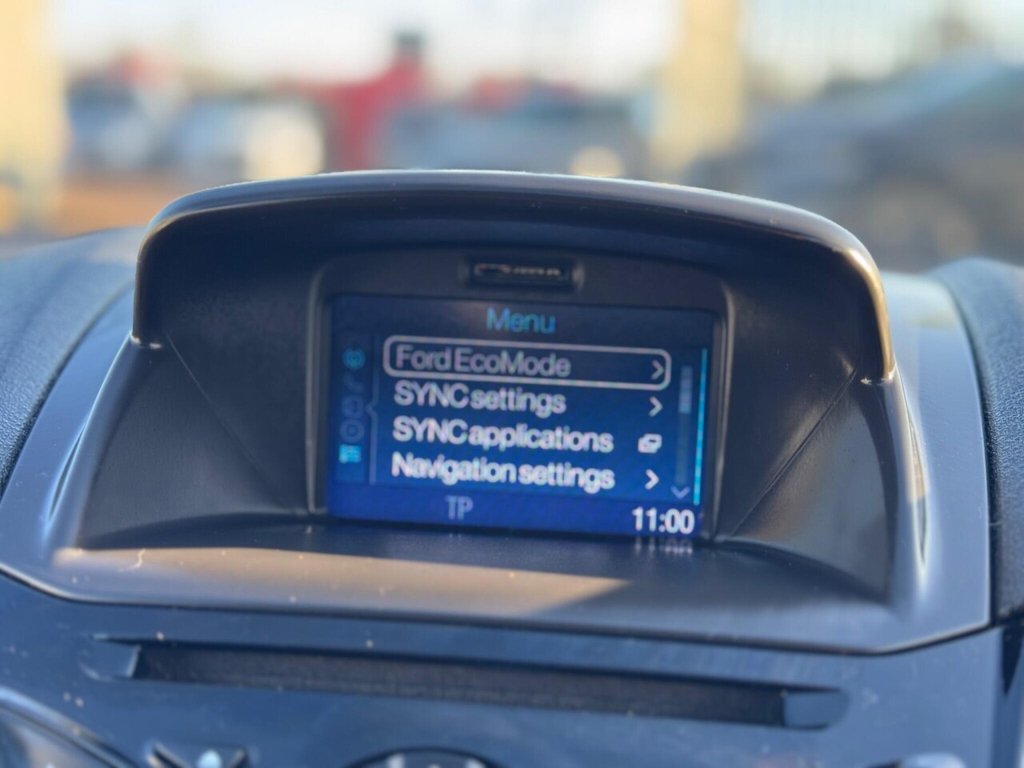 Menu
Ford EcoMode
SYNC settings
SYNC applications
Navigation settings
TP
11:00